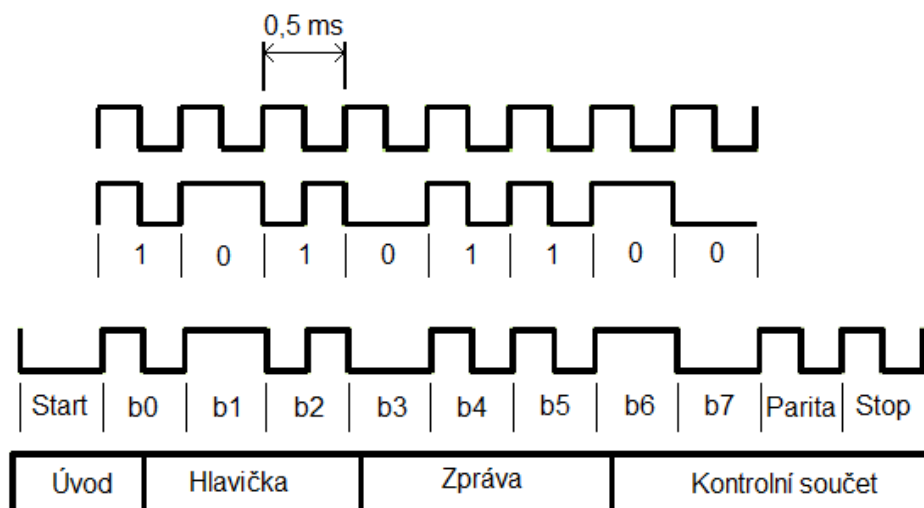 0,5 ms
1 0 1 0 1 1 0 0
Start b0 b1 b2 b3 b4 b5 b6 b7 Parita Stop
Úvod Hlavička Zpráva Kontrolní součet